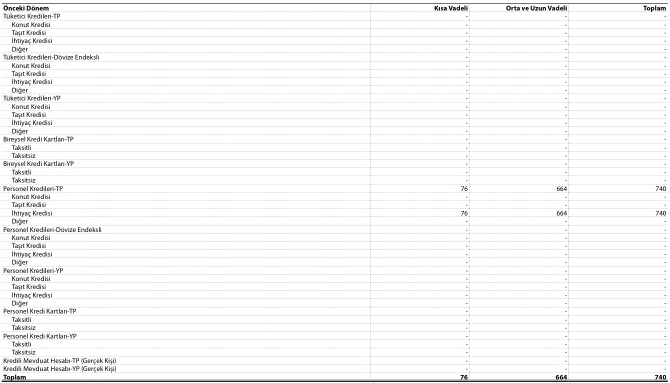 Önceki Dönem Kısa Vadeli Orta ve Uzun Vadeli Toplam
Tüketici Kredileri-TP - - -
Konut Kredisi - - -
Taşıt Kredisi - - -
İhtiyaç Kredisi - - -
Diğer - - -
Tüketici Kredileri-Dövize Endeksli - - -
Konut Kredisi - - -
Taşıt Kredisi - - -
İhtiyaç Kredisi - - -
Diğer - - -
Tüketici Kredileri-YP - - -
Konut Kredisi - - -
Taşıt Kredisi - - -
İhtiyaç Kredisi - - -
Diğer - - -
Bireysel Kredi Kartları-TP - - -
Taksitli - - -
Taksitsiz - - -
Bireysel Kredi Kartları-YP - - -
Taksitli - - -
Taksitsiz - - -
Personel Kredileri-TP 76 664 740
Konut Kredisi - - -
Taşıt Kredisi - - -
İhtiyaç Kredisi 76 664 740
Diğer - - -
Personel Kredileri-Dövize Endeksli - - -
Konut Kredisi - - -
Taşıt Kredisi - - -
İhtiyaç Kredisi - - -
Diğer - - -
Personel Kredileri-YP - - -
Konut Kredisi - - -
Taşıt Kredisi - - -
İhtiyaç Kredisi - - -
Diğer - - -
Personel Kredi Kartları-TP - - -
Taksitli - - -
Taksitsiz - - -
Personel Kredi Kartları-YP - - -
Taksitli - - -
Taksitsiz - - -
Kredili Mevduat Hesabı-TP (Gerçek Kişi) - - -
Kredili Mevduat Hesabı-YP (Gerçek Kişi) - - -
Toplam 76 664 740